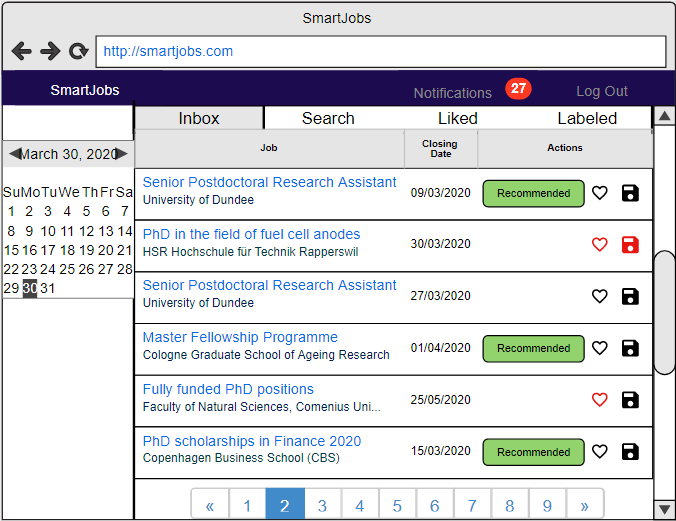 SmartJobs
http://smartjobs.com
SmartJobs Notifications 27 Log Out
Inbox Search Liked Labeled
March 30, 2020
Su Mo Tu We Th Fr Sa
1 2 3 4 5 6 7
8 9 10 11 12 13 14
15 16 17 18 19 20 21
22 23 24 25 26 27 28
29 30 31
Job Closing Date Actions
Senior Postdoctoral Research Assistant
University of Dundee
09/03/2020 Recommended
PhD in the field of fuel cell anodes
HSR Hochschule für Technik Rapperswil
30/03/2020
Senior Postdoctoral Research Assistant
University of Dundee
27/03/2020
Master Fellowship Programme
Cologne Graduate School of Ageing Research
01/04/2020 Recommended
Fully funded PhD positions
Faculty of Natural Sciences, Comenius Uni...
25/05/2020
PhD scholarships in Finance 2020
Copenhagen Business School (CBS)
15/03/2020 Recommended
« 1 2 3 4 5 6 7 8 9 »